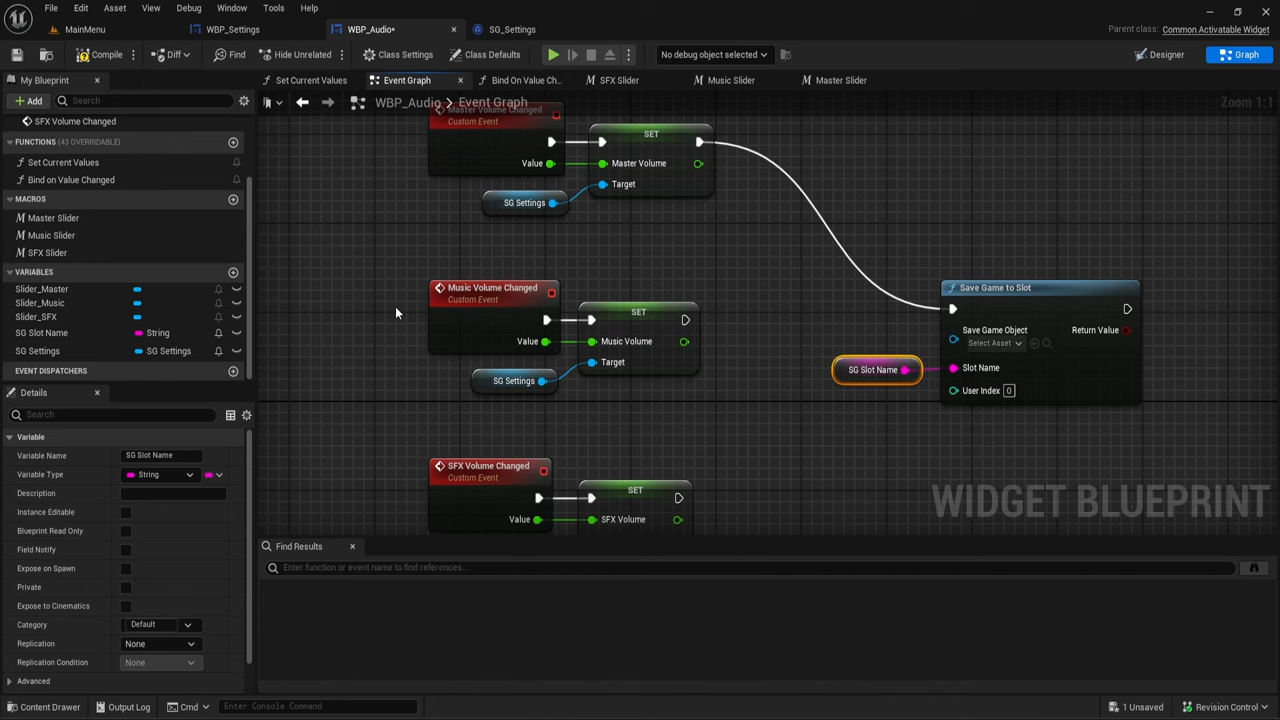 File Edit Asset View Debug Window Tools Help
MainMenu WBP_Settings WBP_Audio• SG_Settings Parent class: Common Activatable Widget
Compile Diff Find Hide Unrelated Class Settings Class Defaults No debug object selected Designer Graph
My Blueprint Set Current Values Event Graph Bind On Value Ch... SFX Slider Music Slider Master Slider
Add Search WBP_Audio Event Graph Zoom 1:1
SFX Volume Changed
FUNCTIONS (43 OVERRIDABLE)
Set Current Values
Bind on Value Changed
MACROS
Master Slider
Music Slider
SFX Slider
VARIABLES
Slider_Master
Slider_Music
Slider_SFX
SG Slot Name String
SG Settings SG Settings
EVENT DISPATCHERS
Details
Search
Variable
Variable Name SG Slot Name
Variable Type String
Description
Instance Editable
Blueprint Read Only
Field Notify
Expose on Spawn
Private
Expose to Cinematics
Category Default
Replication None
Replication Condition None
Advanced
Master Volume Changed
Custom Event
Value
SET
Master Volume
Target
SG Settings
Music Volume Changed
Custom Event
Value
SET
Music Volume
Target
SG Settings
SFX Volume Changed
Custom Event
Value
SET
SFX Volume
SG Slot Name
Save Game to Slot
Save Game Object Return Value
Select Asset
Slot Name
User Index 0
WIDGET BLUEPRINT
Find Results
Enter function or event name to find references...
Content Drawer Output Log Cmd Enter Console Command 1 Unsaved Revision Control